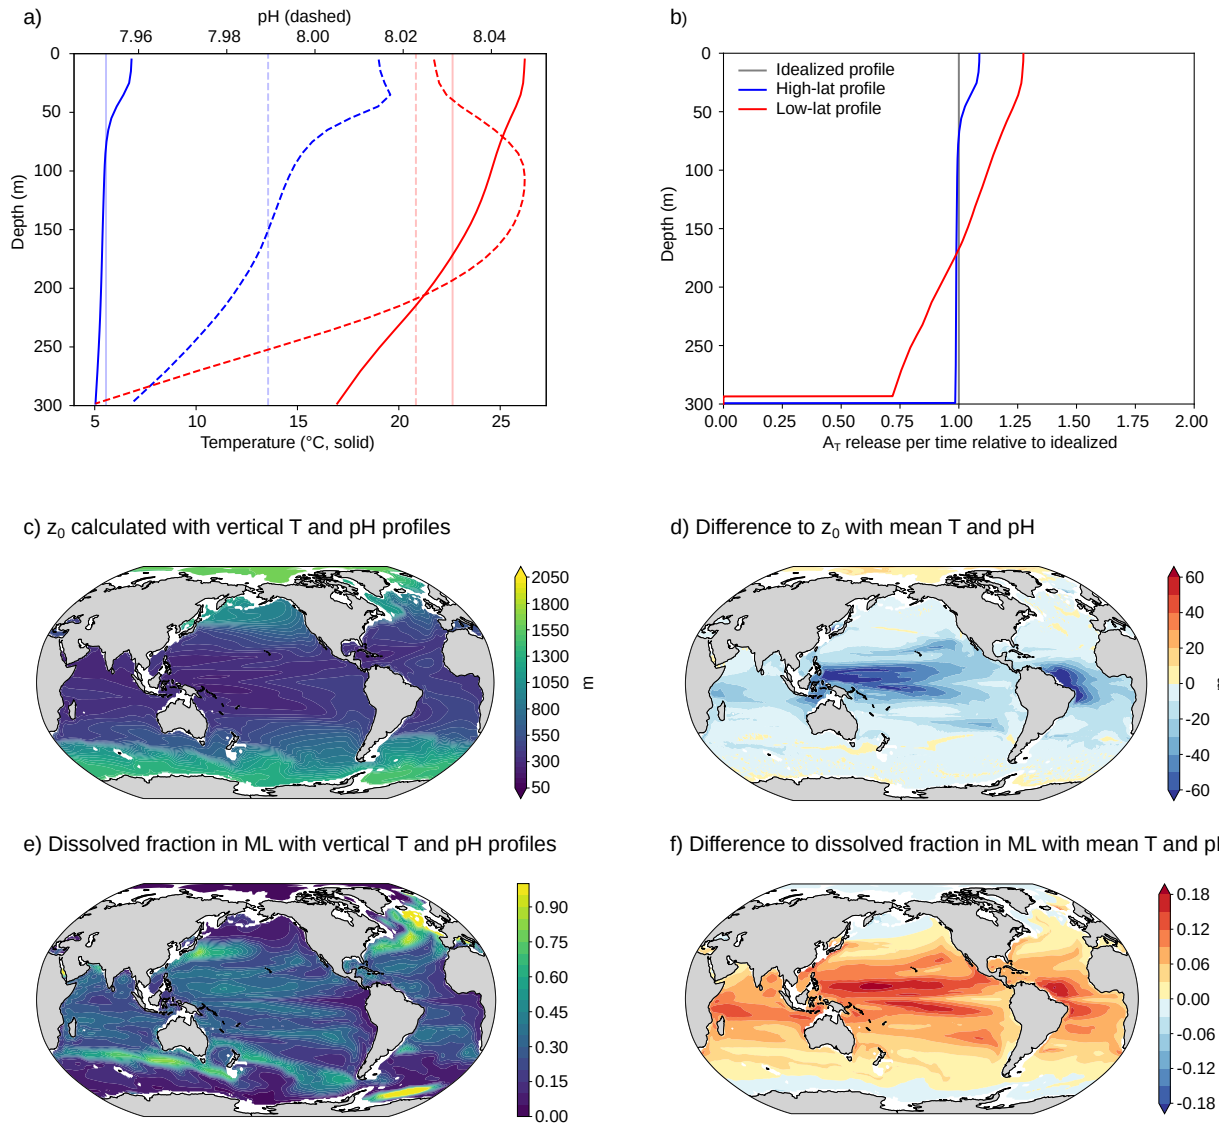 a)
pH (dashed)
7.96 7.98 8.00 8.02 8.04
0
50
100
150
200
250
300
Depth (m)
5 10 15 20 25
Temperature (°C, solid)
b)
Idealized profile
High-lat profile
Low-lat profile
0
50
100
150
200
250
300
Depth (m)
0.00 0.25 0.50 0.75 1.00 1.25 1.50 1.75 2.00
A_T release per time relative to idealized
c) z₀ calculated with vertical T and pH profiles
2050
1800
1550
1300
1050
800
550
300
50
m
d) Difference to z₀ with mean T and pH
60
40
20
0
-20
-40
-60
e) Dissolved fraction in ML with vertical T and pH profiles
0.90
0.75
0.60
0.45
0.30
0.15
0.00
f) Difference to dissolved fraction in ML with mean T and
0.18
0.12
0.06
0.00
-0.06
-0.12
-0.18